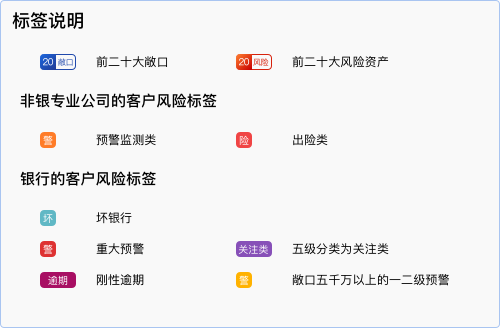 标签说明
20 敞口 前二十大敞口 20 风险 前二十大风险资产
非银专业公司的客户风险标签
警 预警监测类 险 出险类
银行的客户风险标签
坏 坏银行
警 重大预警 关注类 五级分类为关注类
逾期 刚性逾期 警 敞口五千万以上的一二级预警